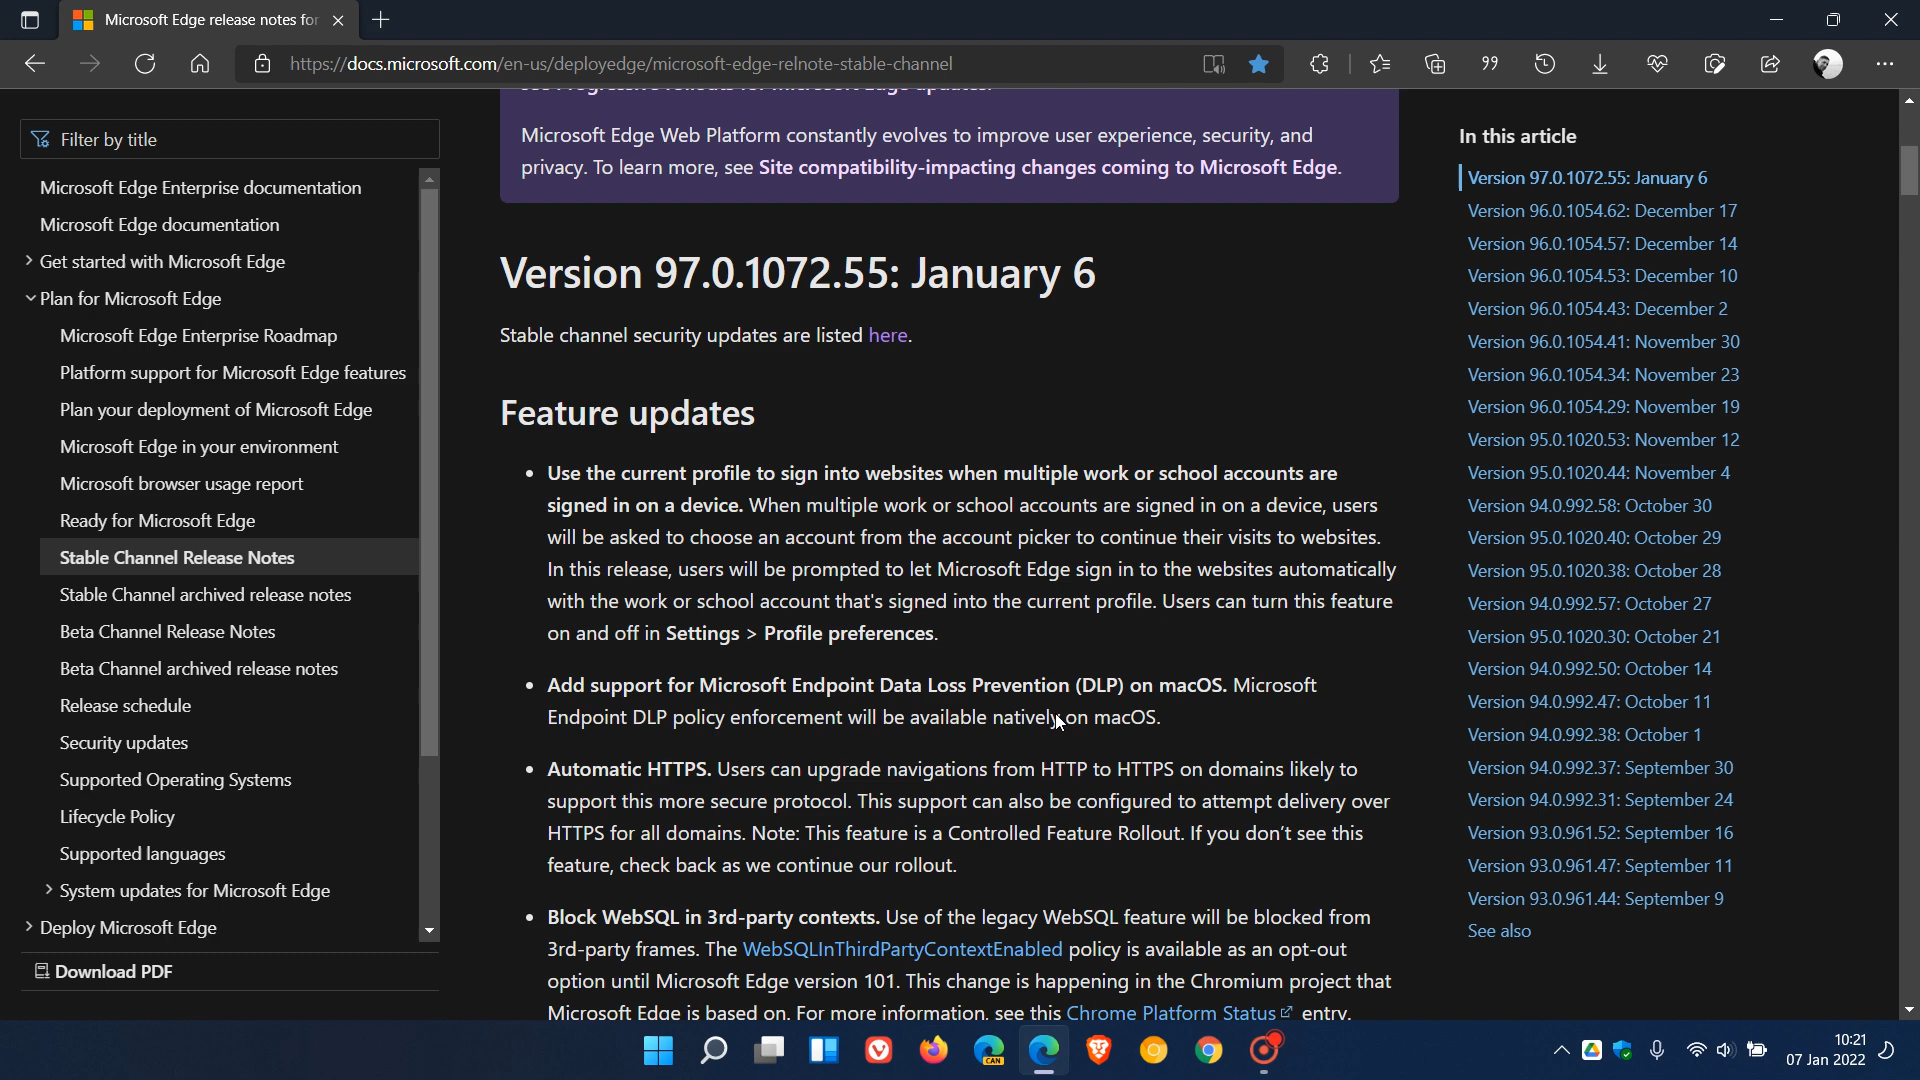 Microsoft Edge release notes for
https://docs.microsoft.com/en-us/deployedge/microsoft-edge-relnote-stable-channel
Filter by title
Microsoft Edge Enterprise documentation
Microsoft Edge documentation
Get started with Microsoft Edge
Plan for Microsoft Edge
Microsoft Edge Enterprise Roadmap
Platform support for Microsoft Edge features
Plan your deployment of Microsoft Edge
Microsoft Edge in your environment
Microsoft browser usage report
Ready for Microsoft Edge
Stable Channel Release Notes
Stable Channel archived release notes
Beta Channel Release Notes
Beta Channel archived release notes
Release schedule
Security updates
Supported Operating Systems
Lifecycle Policy
Supported languages
System updates for Microsoft Edge
Deploy Microsoft Edge
Download PDF
see Progressive rollouts for Microsoft Edge updates.
Microsoft Edge Web Platform constantly evolves to improve user experience, security, and
privacy. To learn more, see Site compatibility-impacting changes coming to Microsoft Edge.
Version 97.0.1072.55: January 6
Stable channel security updates are listed here.
Feature updates
• Use the current profile to sign into websites when multiple work or school accounts are
signed in on a device. When multiple work or school accounts are signed in on a device, users
will be asked to choose an account from the account picker to continue their visits to websites.
In this release, users will be prompted to let Microsoft Edge sign in to the websites automatically
with the work or school account that's signed into the current profile. Users can turn this feature
on and off in Settings > Profile preferences.
• Add support for Microsoft Endpoint Data Loss Prevention (DLP) on macOS. Microsoft
Endpoint DLP policy enforcement will be available natively on macOS.
• Automatic HTTPS. Users can upgrade navigations from HTTP to HTTPS on domains likely to
support this more secure protocol. This support can also be configured to attempt delivery over
HTTPS for all domains. Note: This feature is a Controlled Feature Rollout. If you don’t see this
feature, check back as we continue our rollout.
• Block WebSQL in 3rd-party contexts. Use of the legacy WebSQL feature will be blocked from
3rd-party frames. The WebSQLInThirdPartyContextEnabled policy is available as an opt-out
option until Microsoft Edge version 101. This change is happening in the Chromium project that
Microsoft Edge is based on. For more information, see this Chrome Platform Status entry.
In this article
Version 97.0.1072.55: January 6
Version 96.0.1054.62: December 17
Version 96.0.1054.57: December 14
Version 96.0.1054.53: December 10
Version 96.0.1054.43: December 2
Version 96.0.1054.41: November 30
Version 96.0.1054.34: November 23
Version 96.0.1054.29: November 19
Version 95.0.1020.53: November 12
Version 95.0.1020.44: November 4
Version 94.0.992.58: October 30
Version 95.0.1020.40: October 29
Version 95.0.1020.38: October 28
Version 94.0.992.57: October 27
Version 95.0.1020.30: October 21
Version 94.0.992.50: October 14
Version 94.0.992.47: October 11
Version 94.0.992.38: October 1
Version 94.0.992.37: September 30
Version 94.0.992.31: September 24
Version 93.0.961.52: September 16
Version 93.0.961.47: September 11
Version 93.0.961.44: September 9
See also
CAN
10:21
07 Jan 2022